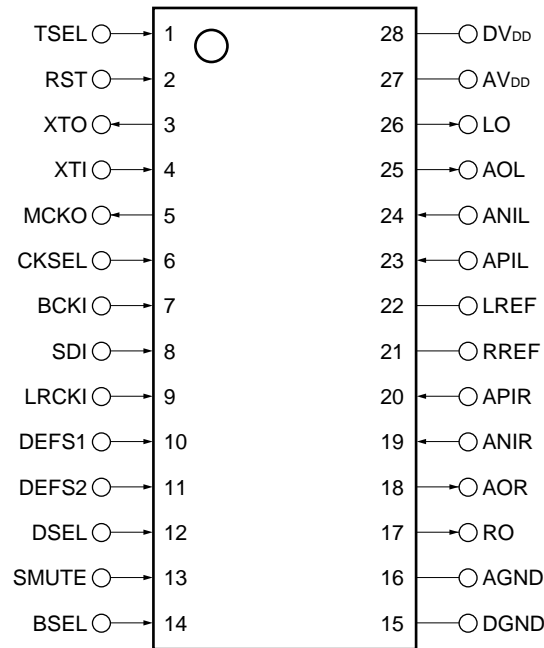 TSEL 1 28 DVDD
RST 2 27 AVDD
XTO 3 26 LO
XTI 4 25 AOL
MCKO 5 24 ANIL
CKSEL 6 23 APIL
BCKI 7 22 LREF
SDI 8 21 RREF
LRCKI 9 20 APIR
DEFS1 10 19 ANIR
DEFS2 11 18 AOR
DSEL 12 17 RO
SMUTE 13 16 AGND
BSEL 14 15 DGND